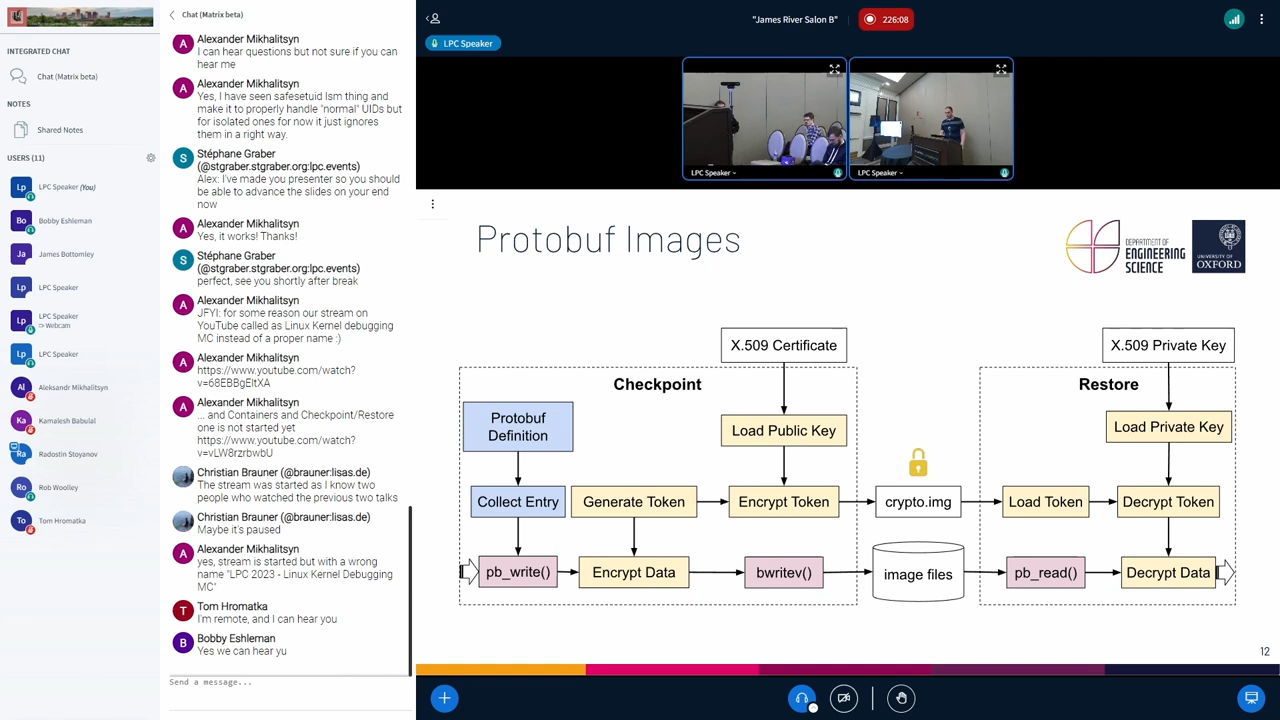 INTEGRATED CHAT
Chat (Matrix beta)
NOTES
Shared Notes
USERS (11)
LPC Speaker (You)
Bobby Eshleman
James Bottomley
LPC Speaker
LPC Speaker
Webcam
LPC Speaker
Aleksandr Mikhalitsyn
Kamalesh Babulal
Radostin Stoyanov
Rob Woolley
Tom Hromatka
Lp
Bo
Ja
Lp
Lp
Lp
Al
Ka
Ra
Ro
To
Chat (Matrix beta)
A
Alexander Mikhalitsyn
I can hear questions but not sure if you can
hear me
A
Alexander Mikhalitsyn
Yes, I have seen safesetuid lsm thing and
make it to properly handle "normal" UIDs but
for isolated ones for now it just ignores
them in a right way.
S
Stéphane Graber
(@stgraber.stgraber.org:lpc.events)
Alex: I've made you presenter so you should
be able to advance the slides on your end
now
A
Alexander Mikhalitsyn
Yes, it works! Thanks!
S
Stéphane Graber
(@stgraber.stgraber.org:lpc.events)
perfect, see you shortly after break
A
Alexander Mikhalitsyn
JFYI: for some reason our stream on
YouTube called as Linux Kernel debugging
MC instead of a proper name :)
A
Alexander Mikhalitsyn
https://www.youtube.com/watch?
v=68EBBgEltXA
A
Alexander Mikhalitsyn
... and Containers and Checkpoint/Restore
one is not started yet
https://www.youtube.com/watch?
v=vLW8rzrbwbU
Christian Brauner (@brauner:lisas.de)
The stream was started as I know two
people who watched the previous two talks
Christian Brauner (@brauner:lisas.de)
Maybe it's paused
A
Alexander Mikhalitsyn
yes, stream is started but with a wrong
name "LPC 2023 - Linux Kernel Debugging
MC"
T
Tom Hromatka
I'm remote, and I can hear you
B
Bobby Eshleman
Yes we can hear yu
Send a message...
"James River Salon B"
226:08
LPC Speaker
LPC Speaker
LPC Speaker
Protobuf Images
DEPARTMENT OF
ENGINEERING
SCIENCE
UNIVERSITY OF
OXFORD
X.509 Certificate
X.509 Private Key
Checkpoint
Restore
Protobuf
Definition
Load Public Key
Load Private Key
Collect Entry
Generate Token
Encrypt Token
crypto.img
Load Token
Decrypt Token
pb_write()
Encrypt Data
bwritev()
image files
pb_read()
Decrypt Data
12